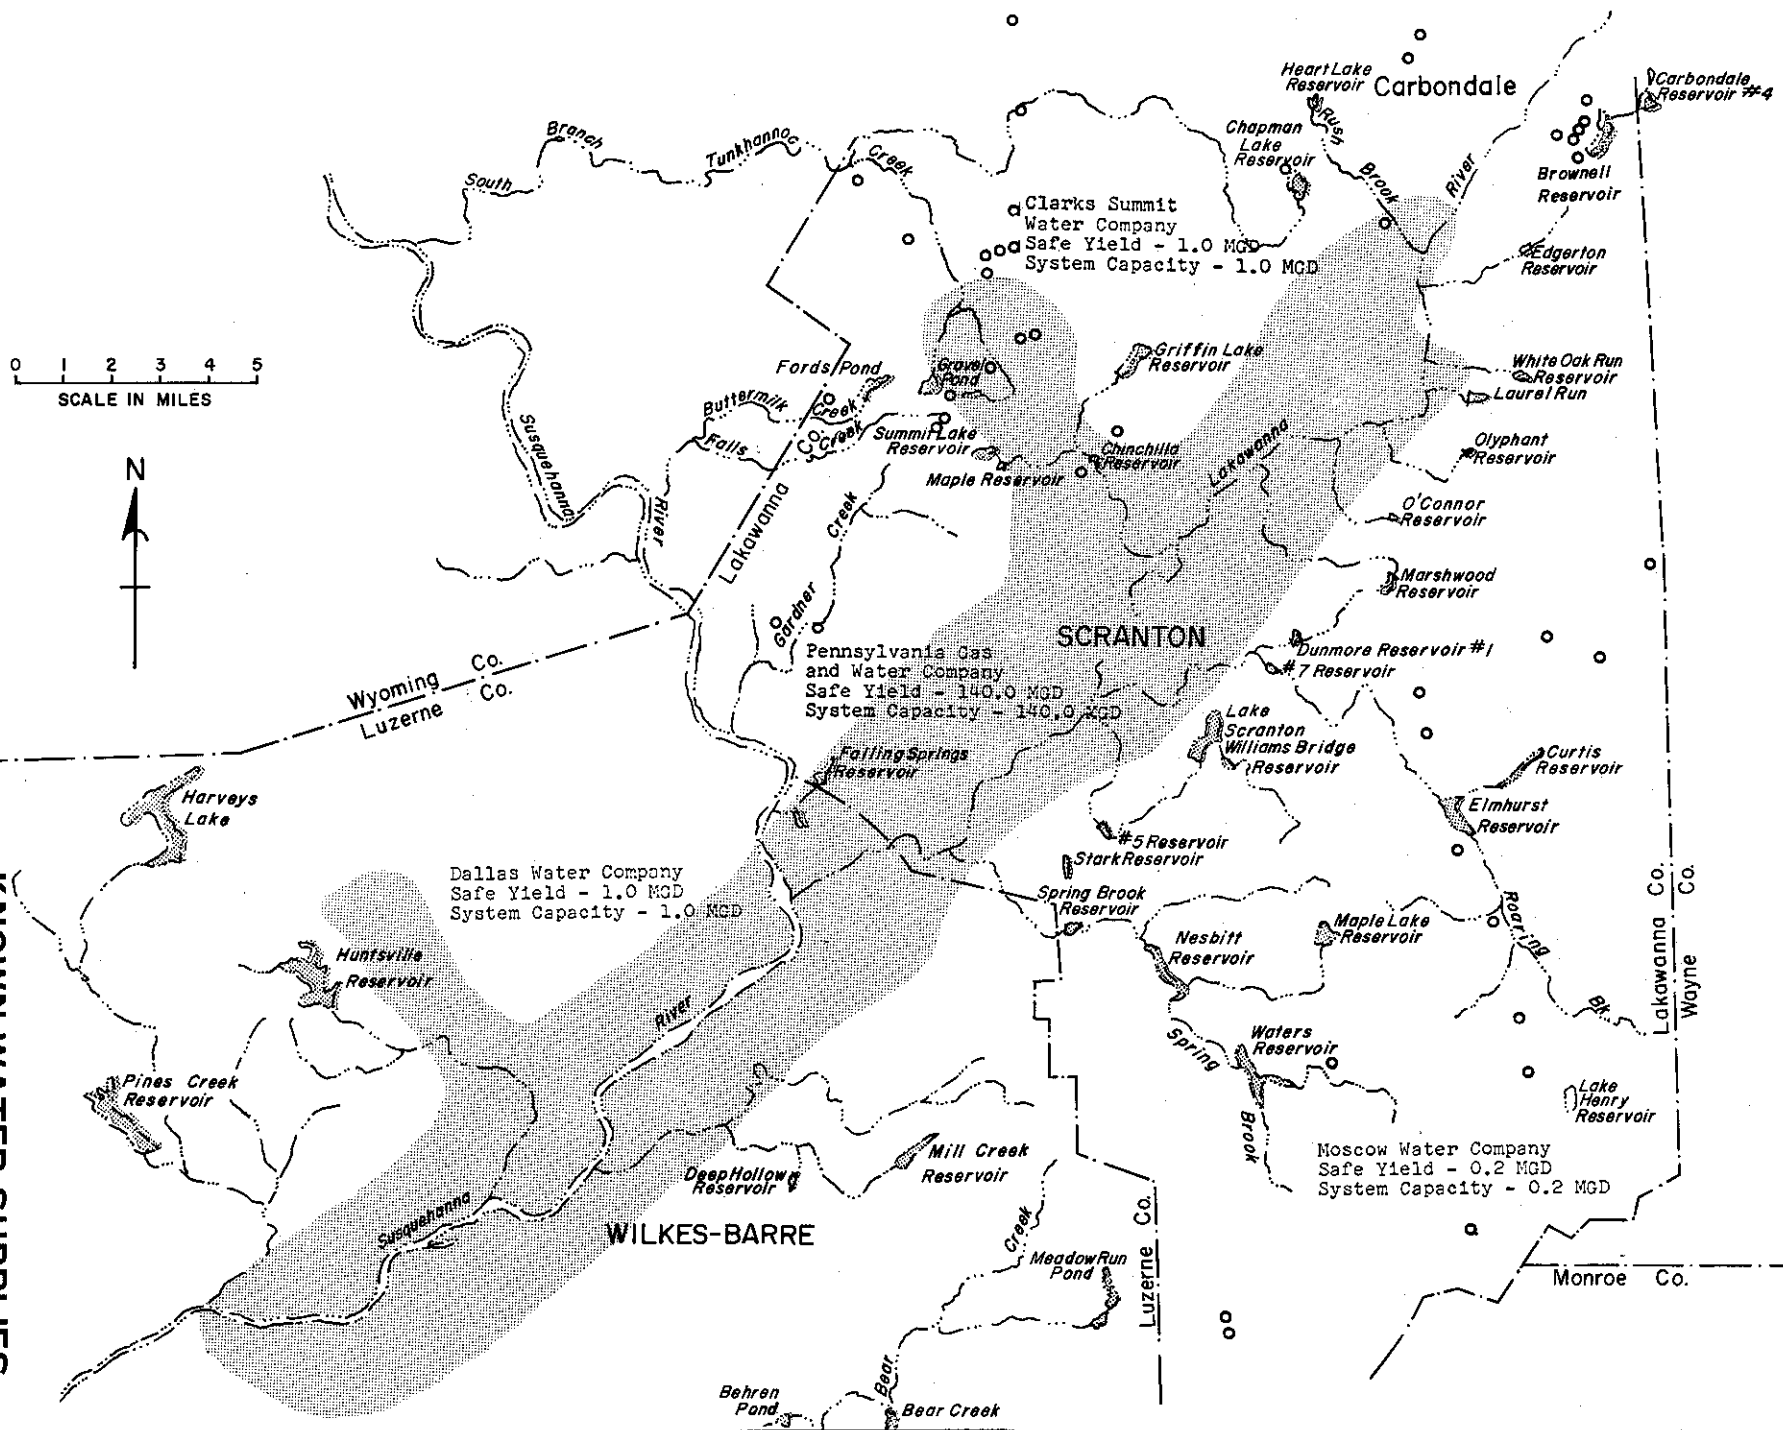 Heart Lake
Reservoir
Carbondale
Carbondale
Reservoir #4
Rush
Brook
River
Chapman
Lake
Reservoir
Brownell
Reservoir
Branch
South
Tunkhannoc
Creek
Clarks Summit
Water Company
Safe Yield - 1.0 MGD
System Capacity - 1.0 MGD
Edgerton
Reservoir
0 1 2 3 4 5
SCALE IN MILES
Fords Pond
Gravel
Pond
Griffin Lake
Reservoir
White Oak Run
Reservoir
Laurel Run
Buttermilk
Creek
Falls
Creek
Co.
Summit Lake
Reservoir
Maple Reservoir
Chinchilla
Reservoir
Lakawanna
Olyphant
Reservoir
O'Connor
Reservoir
Susquehanna
River
N
Lakawanna
Creek
Gardner
Marshwood
Reservoir
SCRANTON
Dunmore Reservoir #1
#7 Reservoir
Pennsylvania Gas
and Water Company
Safe Yield - 140.0 MGD
System Capacity - 140.0 MGD
Wyoming Co.
Luzerne Co.
Lake
Scranton
Williams Bridge
Reservoir
Falling Springs
Reservoir
Curtis
Reservoir
Elmhurst
Reservoir
Harveys
Lake
#5 Reservoir
Stark Reservoir
Dallas Water Company
Safe Yield - 1.0 MGD
System Capacity - 1.0 MGD
Spring Brook
Reservoir
Nesbitt
Reservoir
Maple Lake
Reservoir
Roaring
Bk.
Lakawanna Co.
Wayne Co.
Huntsville
Reservoir
River
Spring
Brook
Waters
Reservoir
Lake
Henry
Reservoir
Pines Creek
Reservoir
Moscow Water Company
Safe Yield - 0.2 MGD
System Capacity - 0.2 MGD
Deep Hollow
Reservoir
Mill Creek
Reservoir
Susquehanna
WILKES-BARRE
Creek
Meadow Run
Pond
Luzerne Co.
Monroe Co.
Behren
Pond
Bear
Bear Creek
KNOWN WATER SUPPLIES